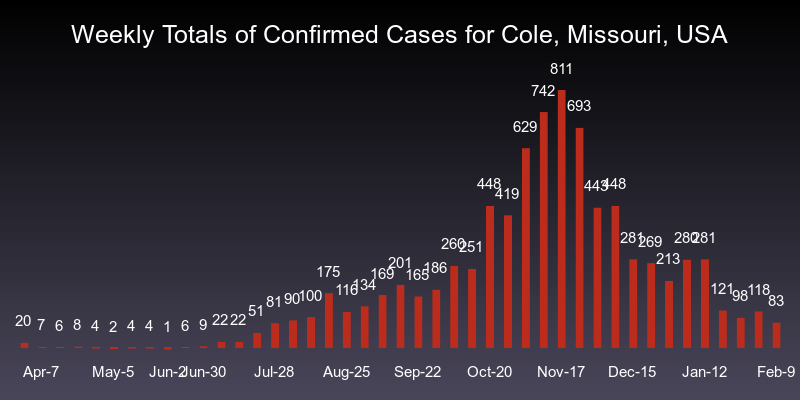 Weekly Totals of Confirmed Cases for Cole, Missouri, USA
20 7 6 8 4 2 4 4 1 6 9 22 22 51 81 90 100 175 116 134 169 201 165 186 260 251 448 419 629 742 811 693 443 448 281 269 213 280 281 121 98 118 83
Apr-7 May-5 Jun-2 Jun-30 Jul-28 Aug-25 Sep-22 Oct-20 Nov-17 Dec-15 Jan-12 Feb-9